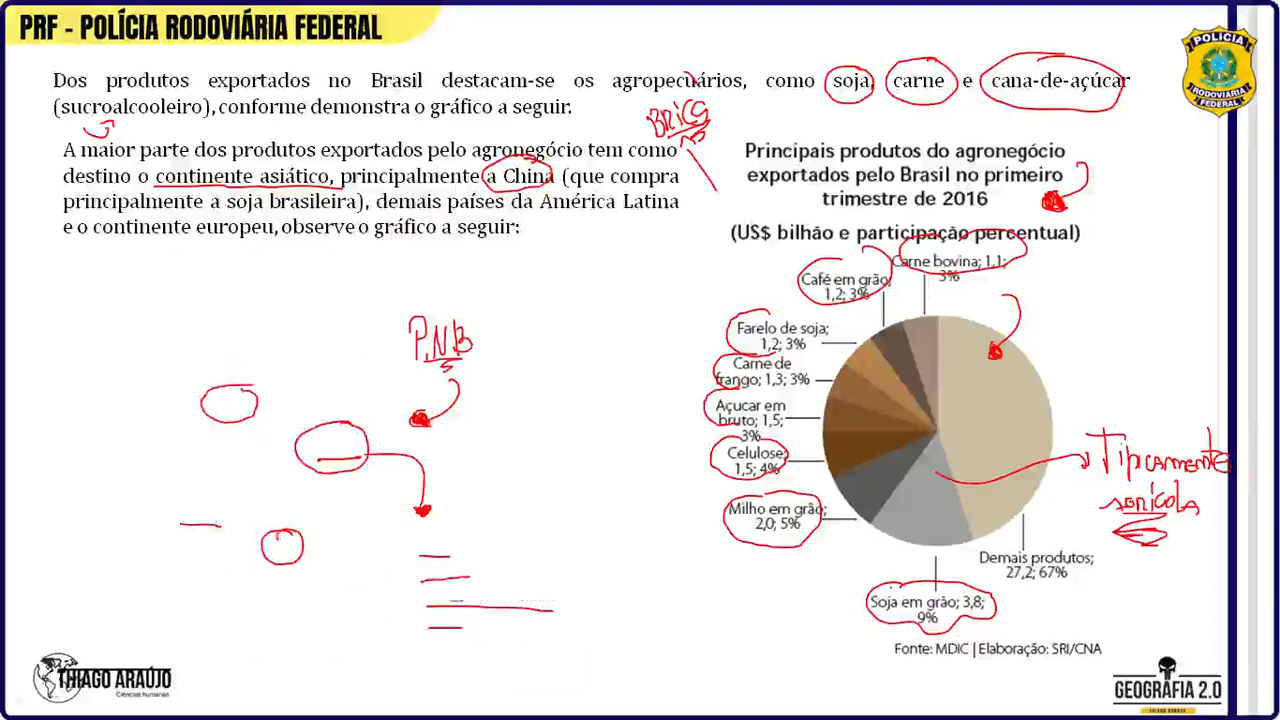 PRF - POLÍCIA RODOVIÁRIA FEDERAL
POLÍCIA
RODOVIÁRIA
FEDERAL
Dos produtos exportados no Brasil destacam-se os agropecuários, como soja, carne e cana-de-açúcar
(sucroalcooleiro), conforme demonstra o gráfico a seguir.
BRICS
A maior parte dos produtos exportados pelo agronegócio tem como
destino o continente asiático, principalmente a China (que compra
principalmente a soja brasileira), demais países da América Latina
e o continente europeu, observe o gráfico a seguir:
Principais produtos do agronegócio
exportados pelo Brasil no primeiro
trimestre de 2016
(US$ bilhão e participação percentual)
Carne bovina; 1,1;
3%
Café em grão;
1,2; 3%
Farelo de soja;
1,2; 3%
Carne de
frango; 1,3; 3%
Açucar em
bruto; 1,5;
3%
Celulose;
1,5; 4%
Milho em grão;
2,0; 5%
Soja em grão; 3,8;
9%
Demais produtos;
27,2; 67%
P.N.B
Tipicamente
agrícola
Fonte: MDIC | Elaboração: SRI/CNA
THIAGO ARAÚJO
Ciências humanas
GEOGRAFIA 2.0